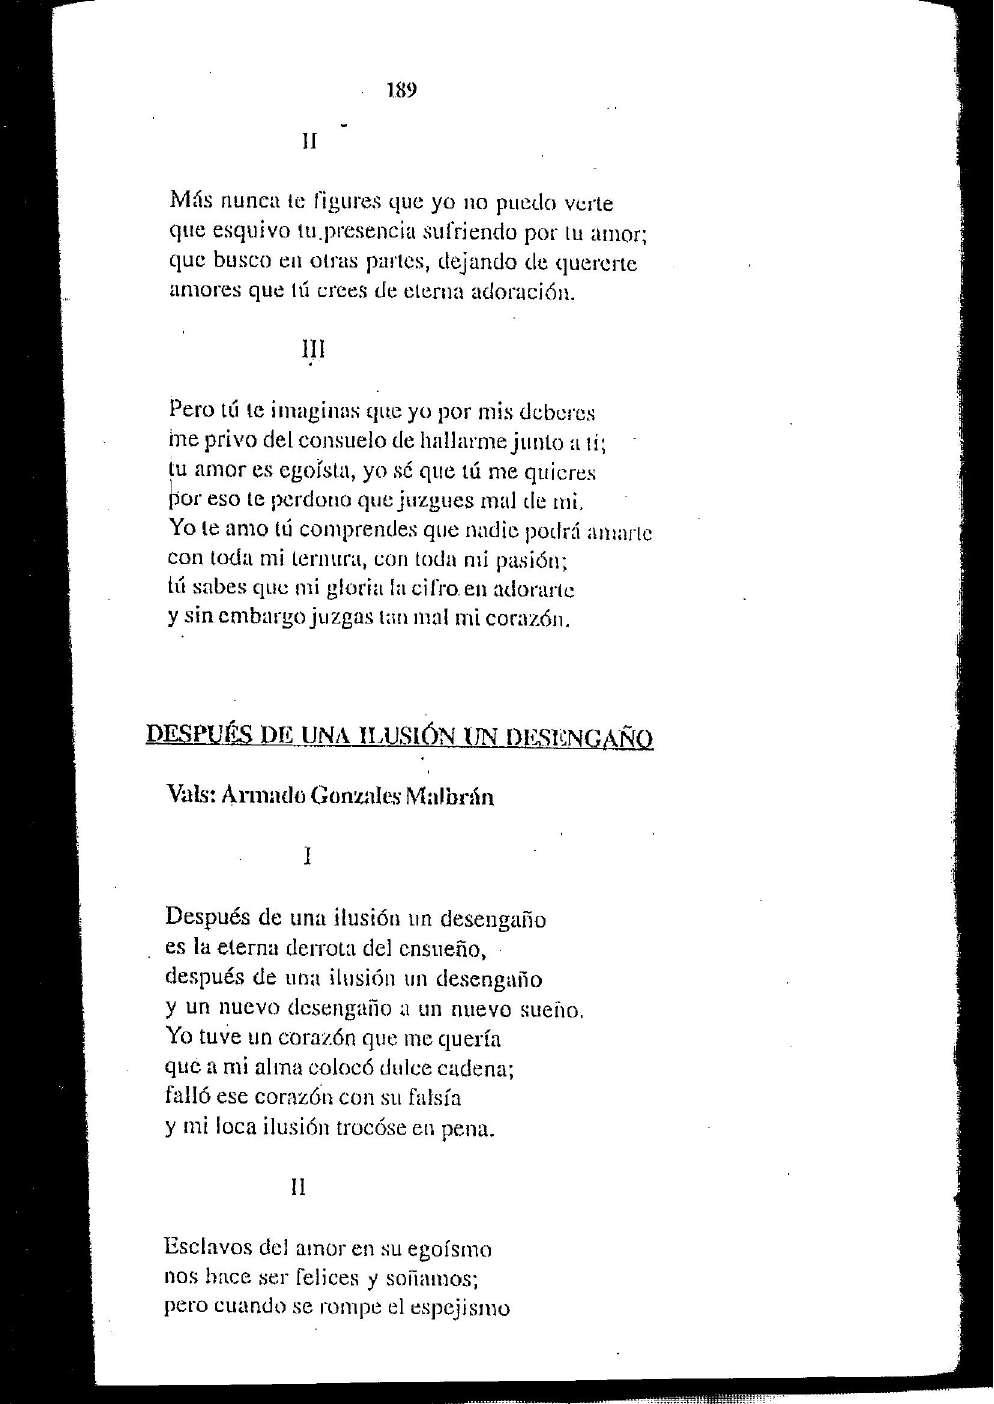 189
II
Más nunca te figures que yo no puedo verte
que esquivo tu presencia sufriendo por tu amor;
que busco en otras partes, dejando de quererte
amores que tú crees de eterna adoración.
III
Pero tú te imaginas que yo por mis deberes
me privo del consuelo de hallarme junto a ti;
tu amor es egoísta, yo sé que tú me quieres
por eso te perdono que juzgues mal de mi.
Yo te amo tú comprendes que nadie podrá amarte
con toda mi ternura, con toda mi pasión;
tú sabes que mi gloria la cifro en adorarte
y sin embargo juzgas tan mal mi corazón.
DESPUÉS DE UNA ILUSIÓN UN DESENGAÑO
Vals: Armado Gonzales Malbrán
I
Después de una ilusión un desengaño
es la eterna derrota del ensueño,
después de una ilusión un desengaño
y un nuevo desengaño a un nuevo sueño.
Yo tuve un corazón que me quería
que a mi alma colocó dulce cadena;
falló ese corazón con su falsía
y mi loca ilusión trocóse en pena.
II
Esclavos del amor en su egoísmo
nos hace ser felices y soñamos;
pero cuando se rompe el espejismo